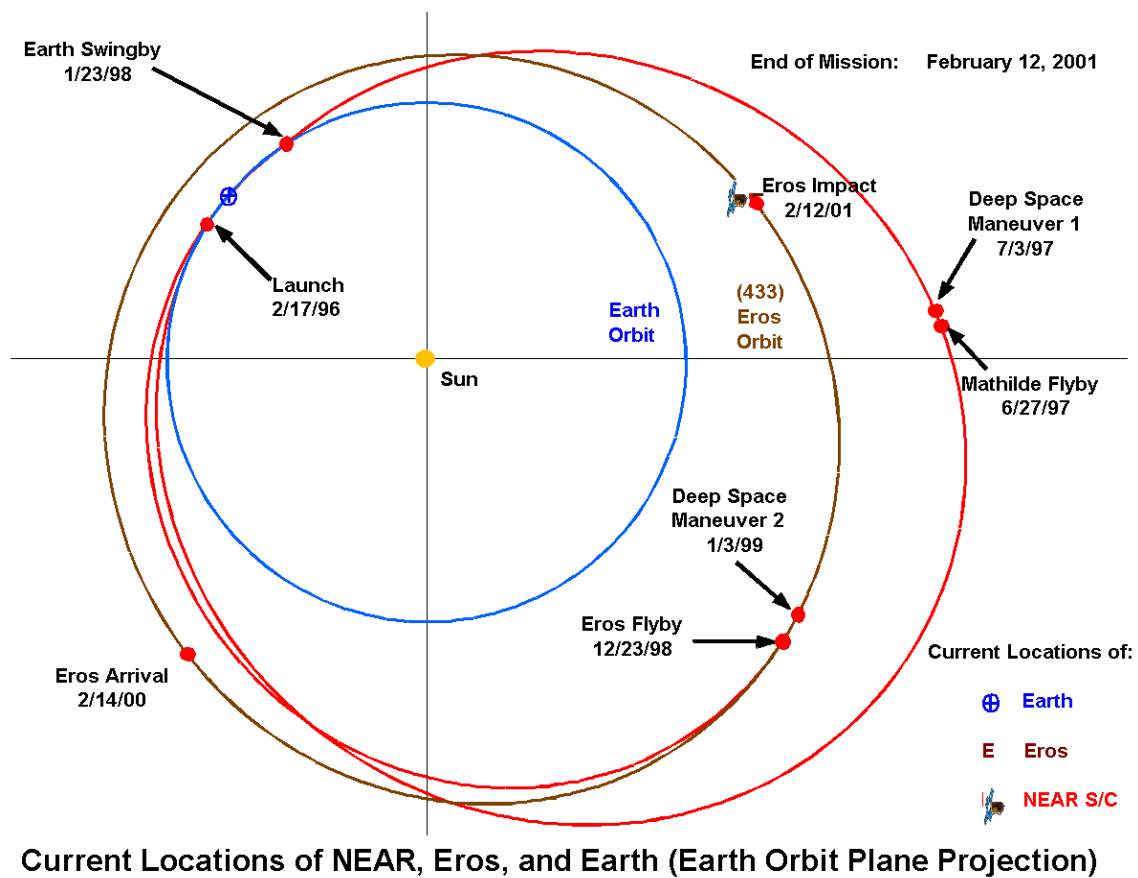 Earth Swingby
1/23/98
End of Mission: February 12, 2001
Eros Impact
2/12/01
Deep Space
Maneuver 1
7/3/97
Launch
2/17/96
Earth
Orbit
(433)
Eros
Orbit
Sun
Mathilde Flyby
6/27/97
Deep Space
Maneuver 2
1/3/99
Eros Flyby
12/23/98
Eros Arrival
2/14/00
Current Locations of:
Earth
E Eros
NEAR S/C
Current Locations of NEAR, Eros, and Earth (Earth Orbit Plane Projection)